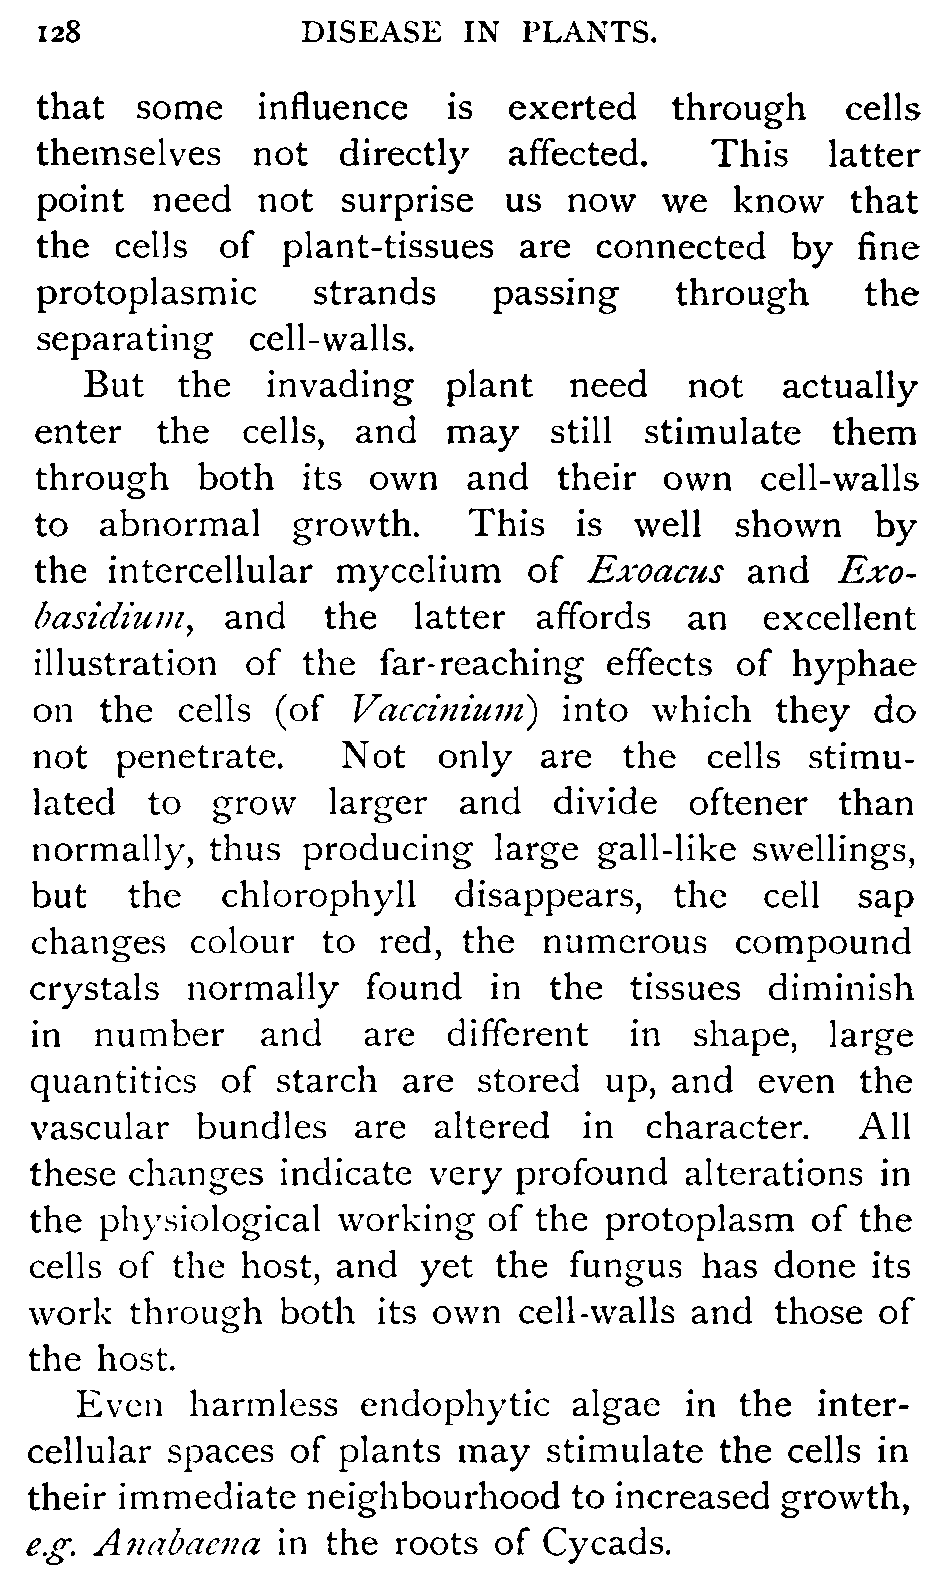 128 DISEASE IN PLANTS.
that some influence is exerted through cells
themselves not directly affected. This latter
point need not surprise us now we know that
the cells of plant-tissues are connected by fine
protoplasmic strands passing through the
separating cell-walls.
But the invading plant need not actually
enter the cells, and may still stimulate them
through both its own and their own cell-walls
to abnormal growth. This is well shown by
the intercellular mycelium of Exoacus and Exo-
basidium, and the latter affords an excellent
illustration of the far-reaching effects of hyphae
on the cells (of Vaccinium) into which they do
not penetrate. Not only are the cells stimu-
lated to grow larger and divide oftener than
normally, thus producing large gall-like swellings,
but the chlorophyll disappears, the cell sap
changes colour to red, the numerous compound
crystals normally found in the tissues diminish
in number and are different in shape, large
quantities of starch are stored up, and even the
vascular bundles are altered in character. All
these changes indicate very profound alterations in
the physiological working of the protoplasm of the
cells of the host, and yet the fungus has done its
work through both its own cell-walls and those of
the host.
Even harmless endophytic algae in the inter-
cellular spaces of plants may stimulate the cells in
their immediate neighbourhood to increased growth,
e.g. Anabaena in the roots of Cycads.